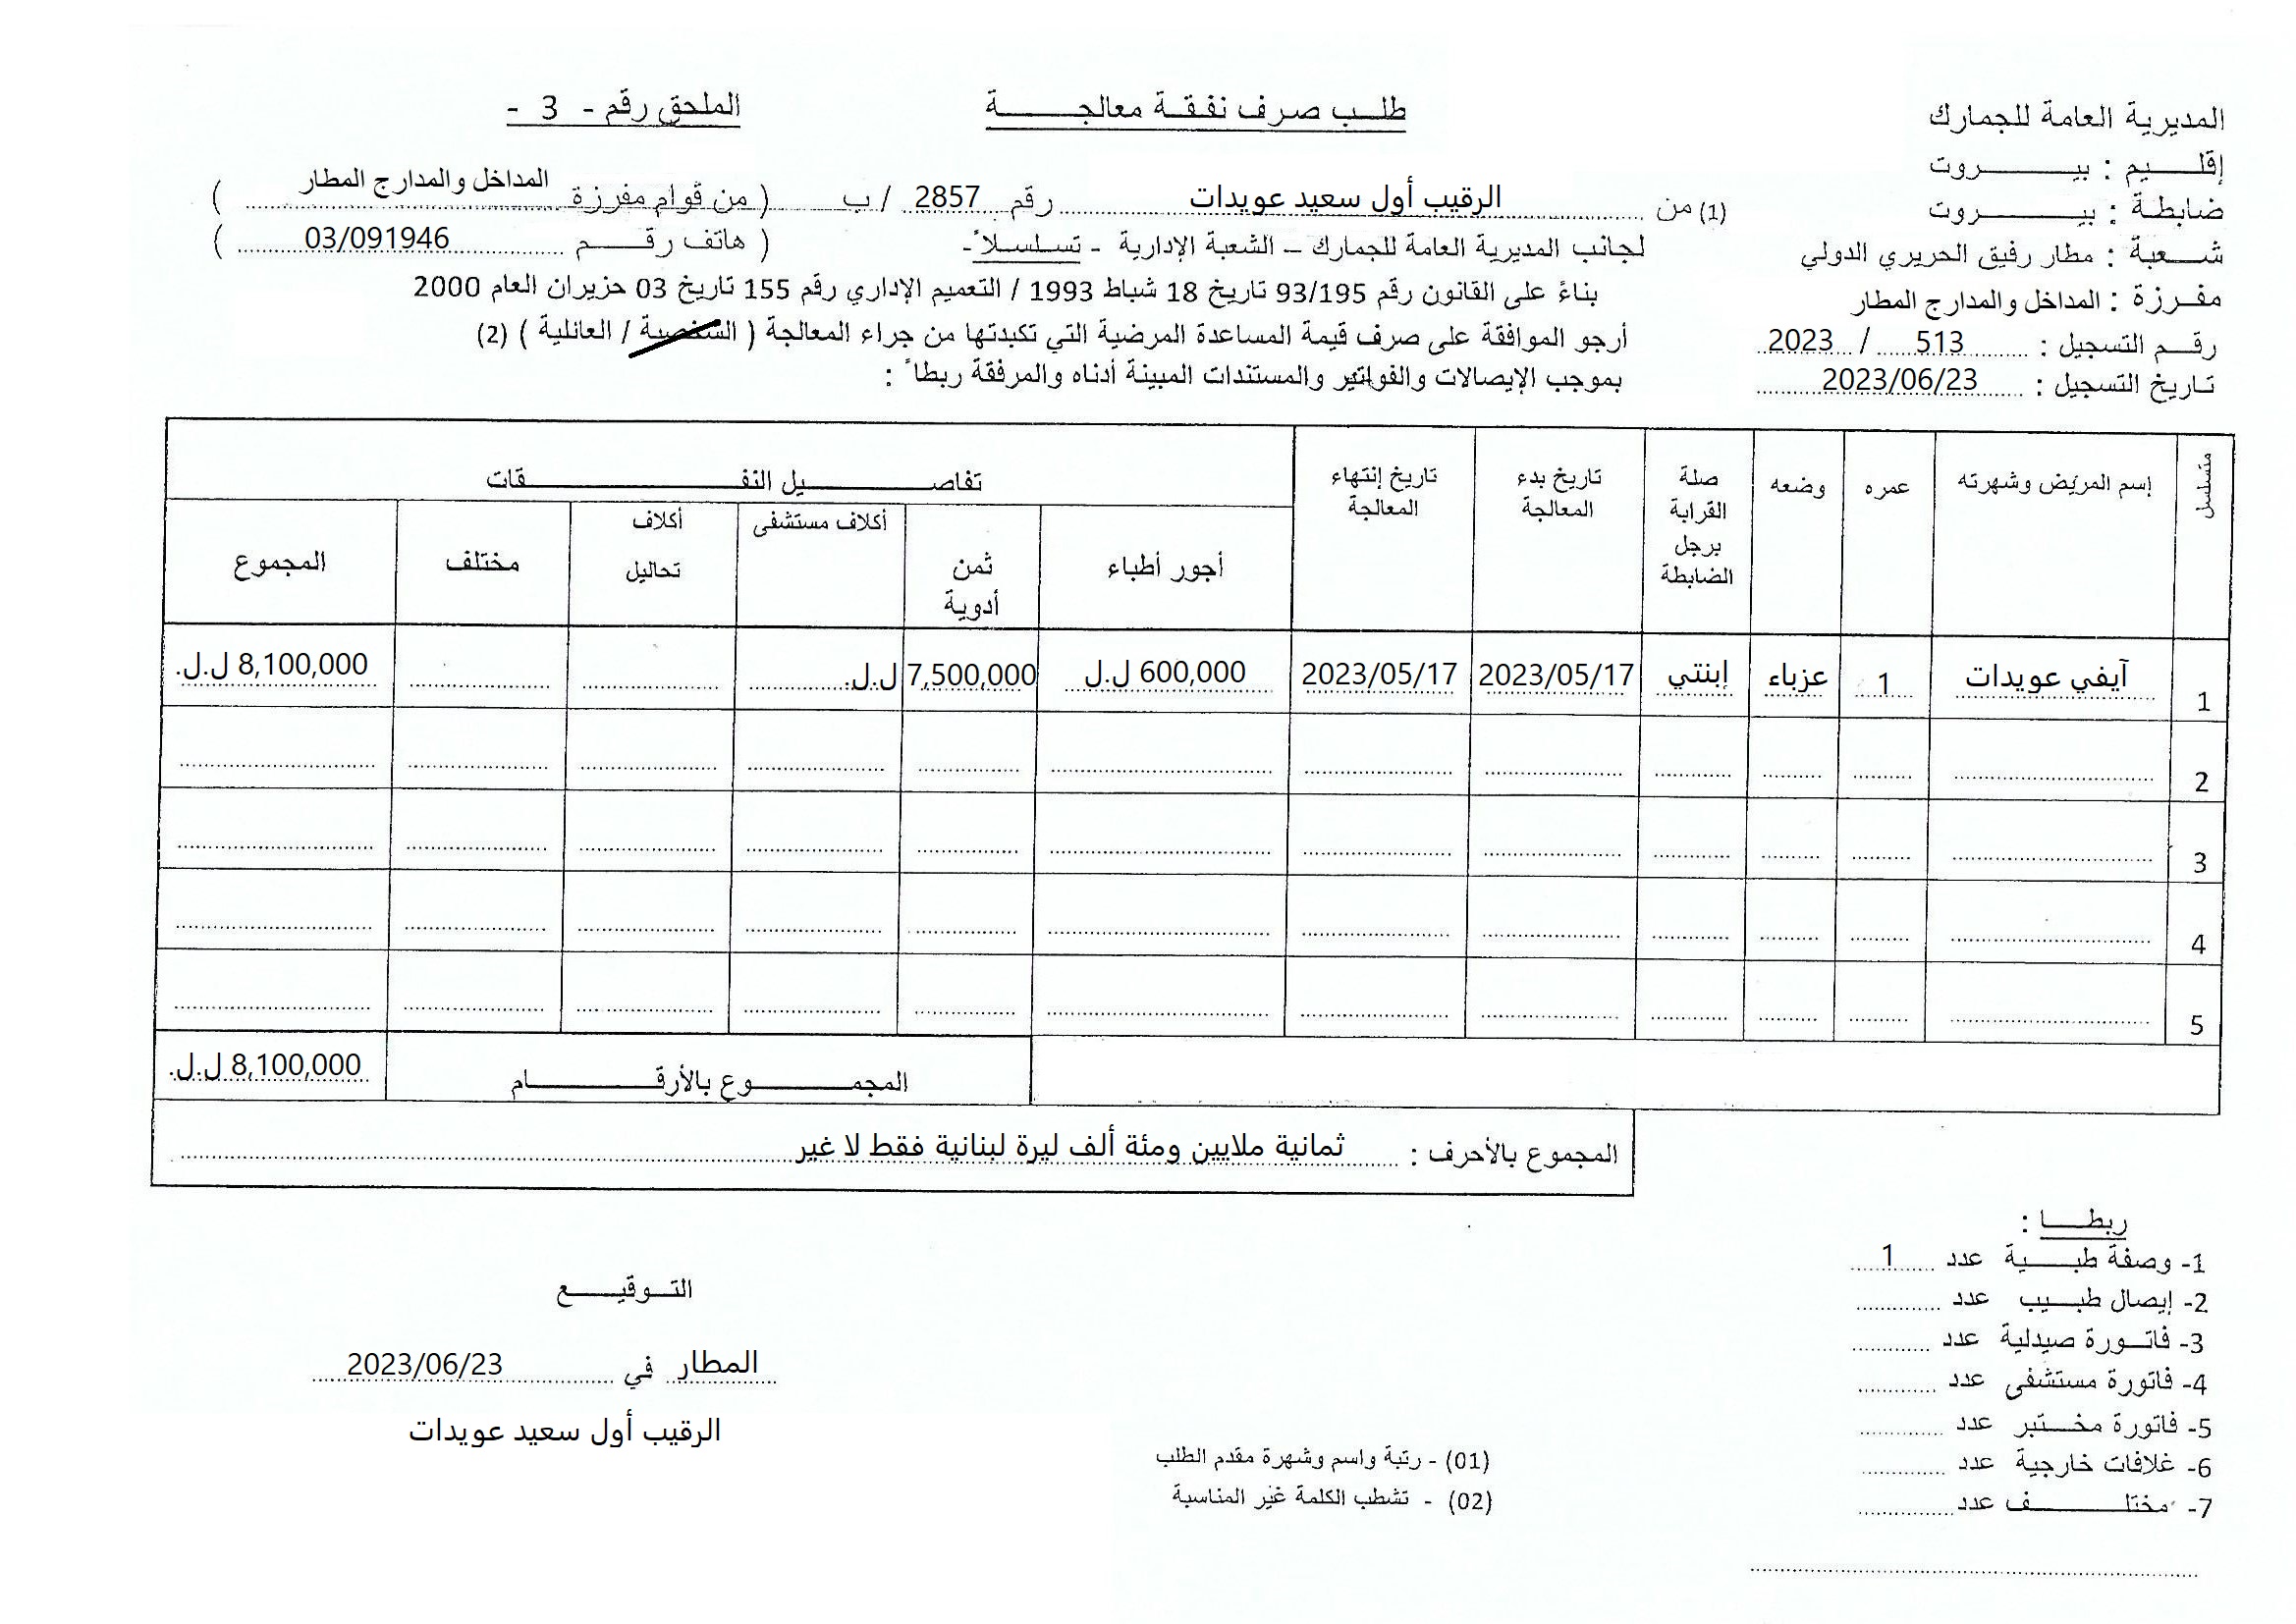 المديرية العامة للجمارك
إقليم : بيروت
ضابطة : بيروت
شعبة : مطار رفيق الحريري الدولي
مفرزة : المداخل والمدارج المطار
رقم التسجيل : 513 / 2023
تاريخ التسجيل : 2023/06/23
طلب صرف نفقة معالجة
الملحق رقم - 3 -
(1) من الرقيب أول سعيد عويدات رقم 2857 / ب ( من قوام مفرزة المداخل والمدارج المطار )
لجانب المديرية العامة للجمارك – الشعبة الإدارية - تسلسلاً- ( هاتف رقم 03/091946 )
بناءً على القانون رقم 93/195 تاريخ 18 شباط 1993 / التعميم الإداري رقم 155 تاريخ 03 حزيران العام 2000
أرجو الموافقة على صرف قيمة المساعدة المرضية التي تكبدتها من جراء المعالجة ( الشخصية / العائلية ) (2)
بموجب الإيصالات والفواتير والمستندات المبينة أدناه والمرفقة ربطاً :
متسلسل إسم المريض وشهرته عمره وضعه صلة القرابة برجل الضابطة تاريخ بدء المعالجة تاريخ إنتهاء المعالجة تفاصيل النفقات
أجور أطباء ثمن أدوية أكلاف مستشفى أكلاف تحاليل مختلف المجموع
1 آيفي عويدات 1 عزباء إبنتي 2023/05/17 2023/05/17 600,000 ل.ل 7,500,000 ل.ل. 8,100,000 ل.ل.
2
3
4
5
المجموع بالأرقام 8,100,000 ل.ل.
المجموع بالأحرف : ثمانية ملايين ومئة ألف ليرة لبنانية فقط لا غير
ربطا :
1- وصفة طبية عدد 1
2- إيصال طبيب عدد
3- فاتورة صيدلية عدد
4- فاتورة مستشفى عدد
5- فاتورة مختبر عدد
6- غلافات خارجية عدد
7- مختلف عدد
التوقيع
المطار في 2023/06/23
الرقيب أول سعيد عويدات
(01) - رتبة واسم وشهرة مقدم الطلب
(02) - تشطب الكلمة غير المناسبة